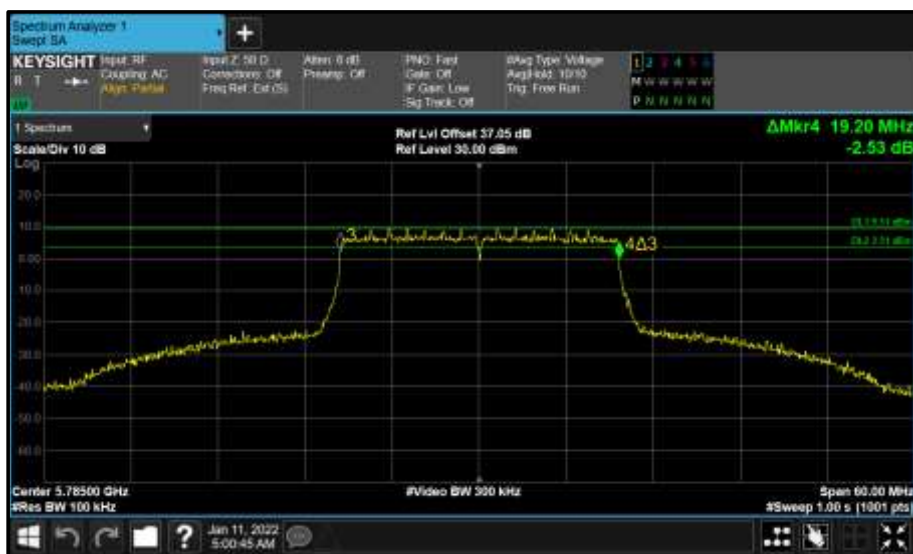 Spectrum Analyzer 1
Swept SA
+
KEYSIGHT
R T
Input: RF
Coupling: AC
Align: Partial
Input Z: 50 Ω
Corrections: Off
Freq Ref: Ext (S)
Atten: 0 dB
Preamp: Off
PNO: Fast
Gate: Off
IF Gain: Low
Sig Track: Off
#Avg Type: Voltage
Avg|Hold: 10/10
Trig: Free Run
1 2 3 4 5 6
M W W W W W
P N N N N N
1 Spectrum
Scale/Div 10 dB
Ref Lvl Offset 37.05 dB
Ref Level 30.00 dBm
ΔMkr4 19.20 MHz
-2.53 dB
Log
20.0
10.0
0.00
-10.0
-20.0
-30.0
-40.0
-50.0
-60.0
3
4Δ3
Center 5.78500 GHz
#Res BW 100 kHz
#Video BW 300 kHz
Span 60.00 MHz
#Sweep 1.00 s (1001 pts)
?
Jan 11, 2022
5:00:45 AM